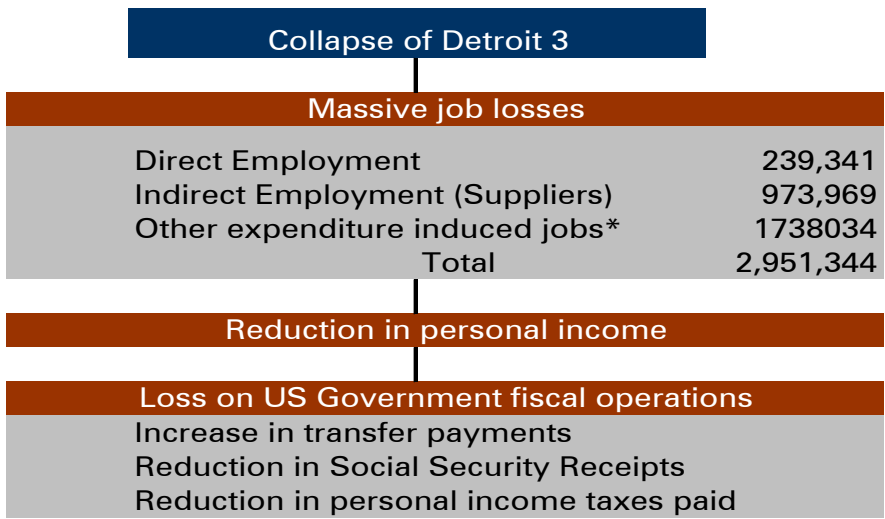 Collapse of Detroit 3
Massive job losses
Direct Employment 239,341
Indirect Employment (Suppliers) 973,969
Other expenditure induced jobs* 1738034
Total 2,951,344
Reduction in personal income
Loss on US Government fiscal operations
Increase in transfer payments
Reduction in Social Security Receipts
Reduction in personal income taxes paid